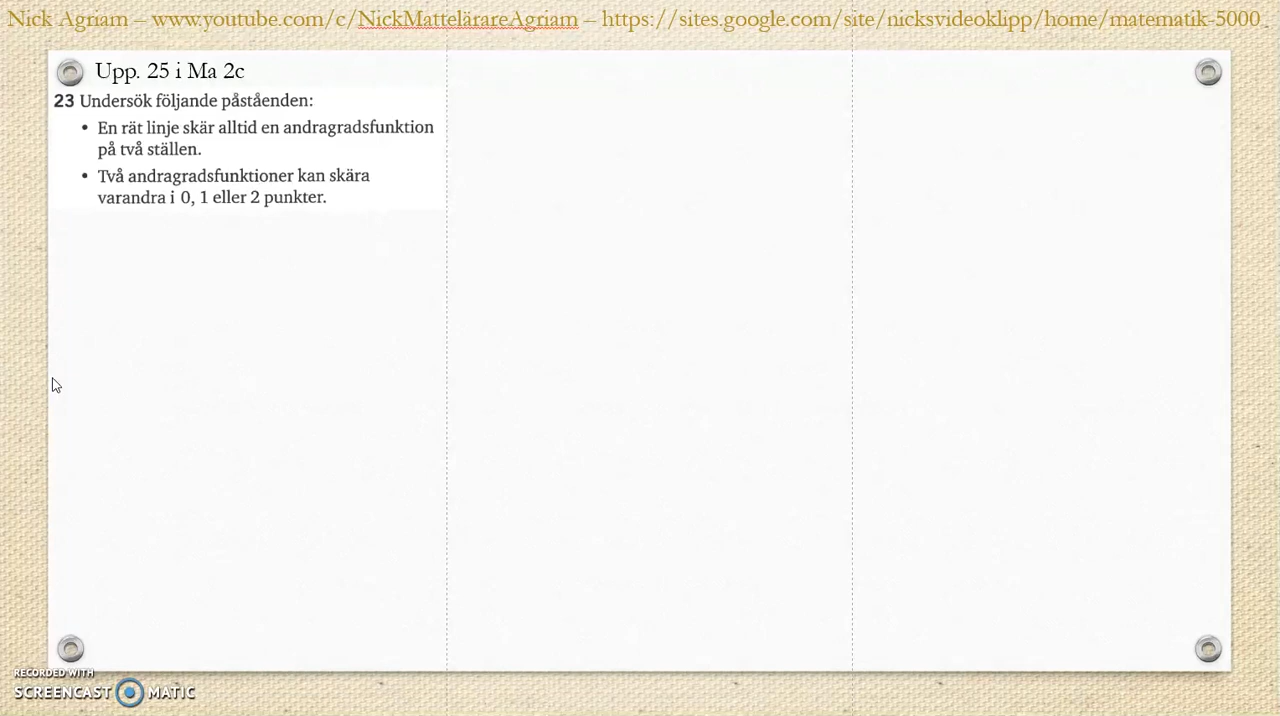 Nick Agriam – www.youtube.com/c/NickMattelärareAgriam – https://sites.google.com/site/nicksvideoklipp/home/matematik-5000
Upp. 25 i Ma 2c
23 Undersök följande påståenden:
• En rät linje skär alltid en andragradsfunktion
på två ställen.
• Två andragradsfunktioner kan skära
varandra i 0, 1 eller 2 punkter.
RECORDED WITH
SCREENCAST MATIC